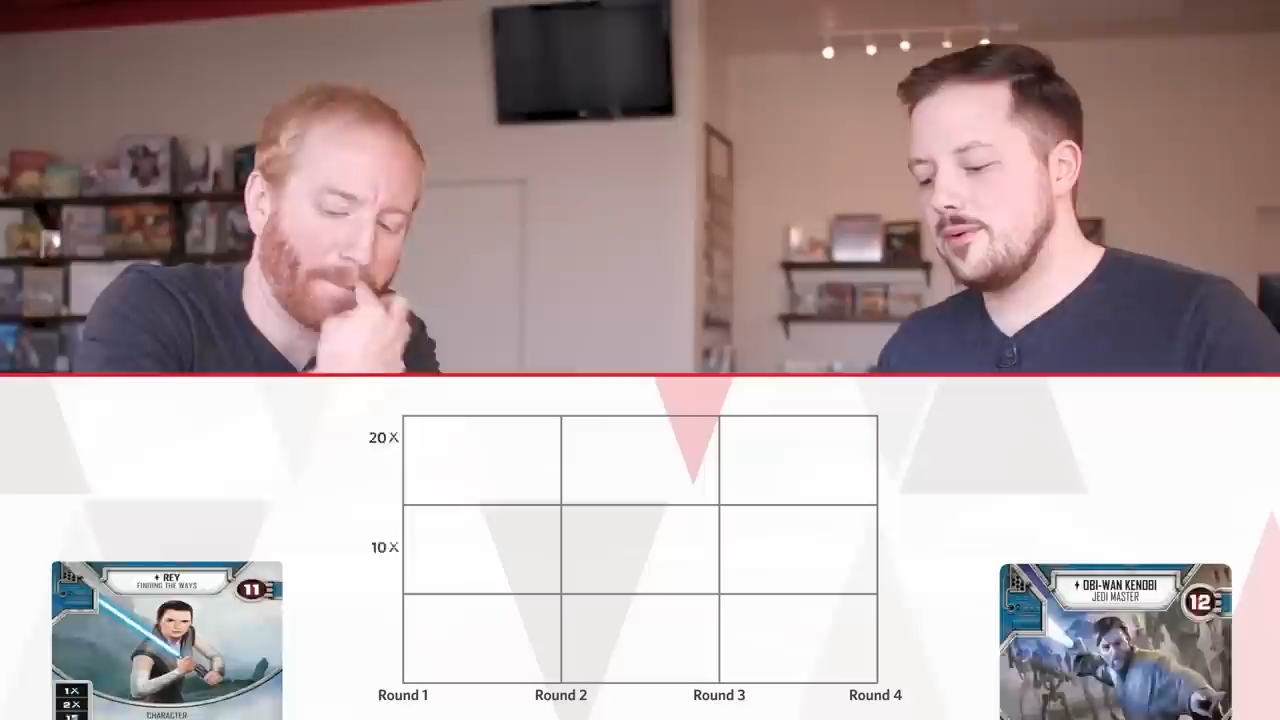 20X
10X
Round 1
Round 2
Round 3
Round 4
REY
FINDING THE WAYS
11
1X
2X
CHARACTER
OBI-WAN KENOBI
JEDI MASTER
12